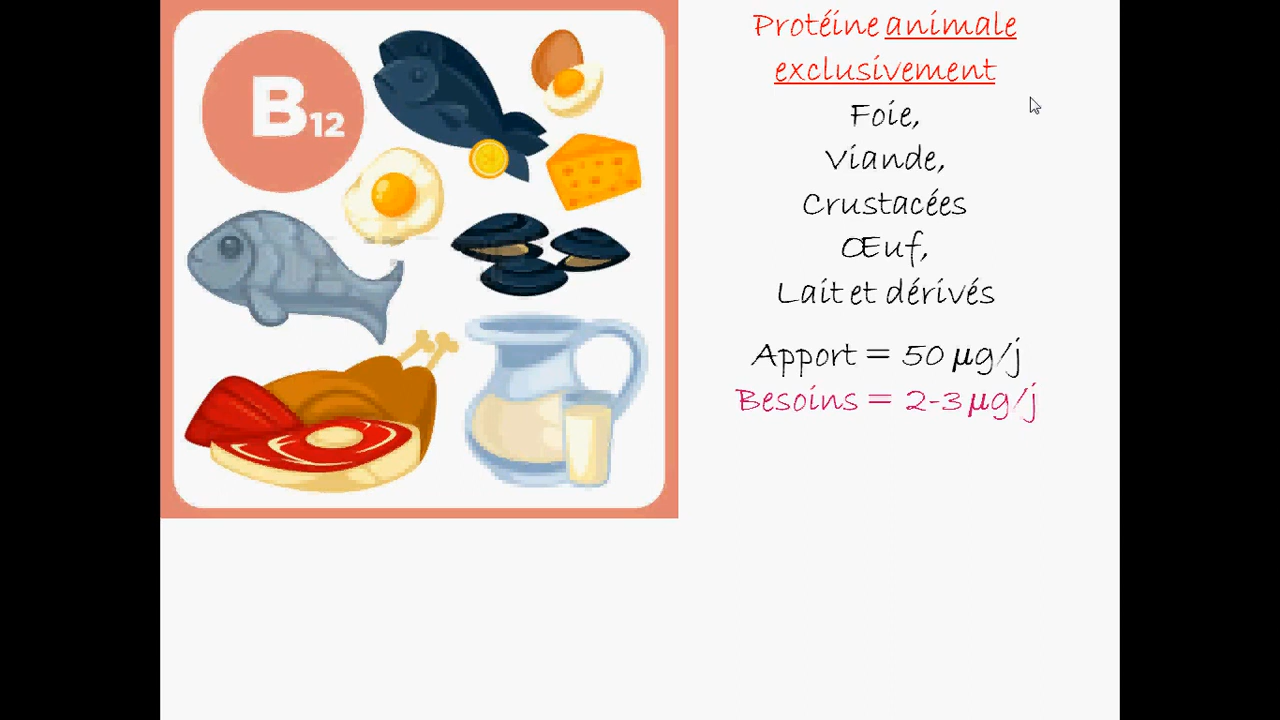 B12
Protéine animale
exclusivement
Foie,
Viande,
Crustacées
Œuf,
Lait et dérivés
Apport = 50 µg/j
Besoins = 2-3 µg/j